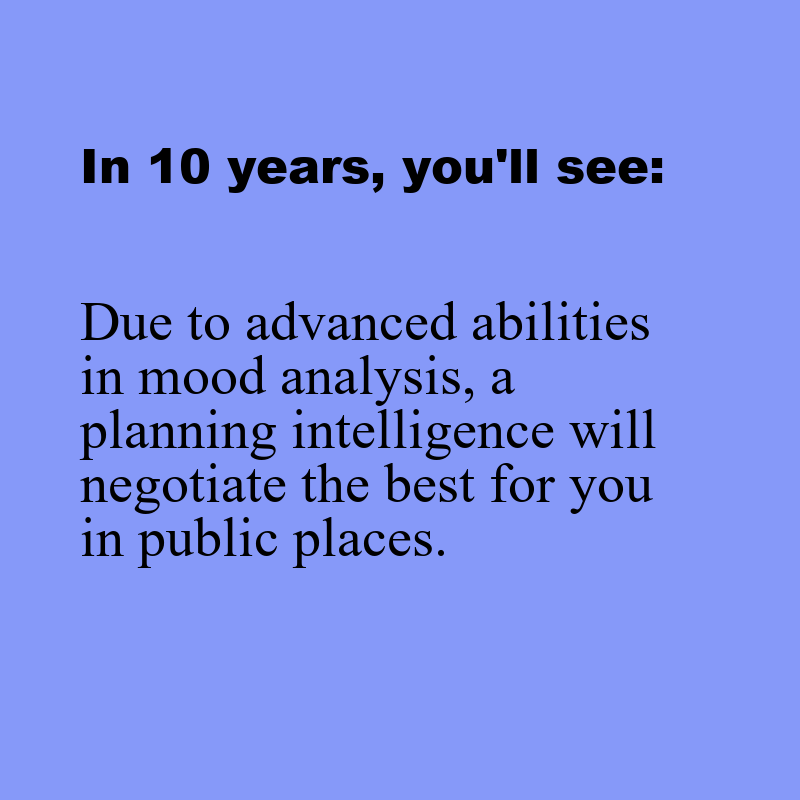 In 10 years, you'll see:
Due to advanced abilities
in mood analysis, a
planning intelligence will
negotiate the best for you
in public places.